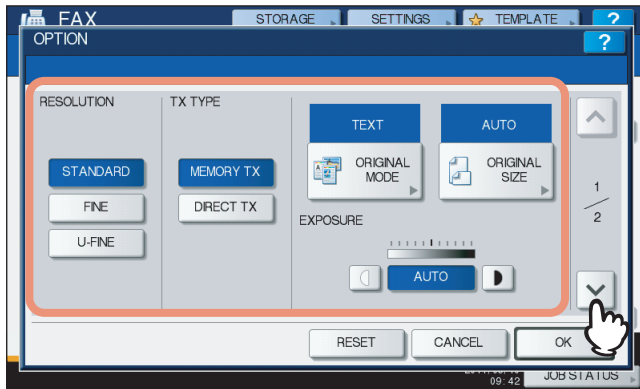 FAX
STORAGE
SETTINGS
TEMPLATE
?
OPTION
?
RESOLUTION
STANDARD
FINE
U-FINE
TX TYPE
MEMORY TX
DIRECT TX
TEXT
ORIGINAL
MODE
AUTO
ORIGINAL
SIZE
EXPOSURE
AUTO
1
2
RESET
CANCEL
OK
09:42
JOB STATUS